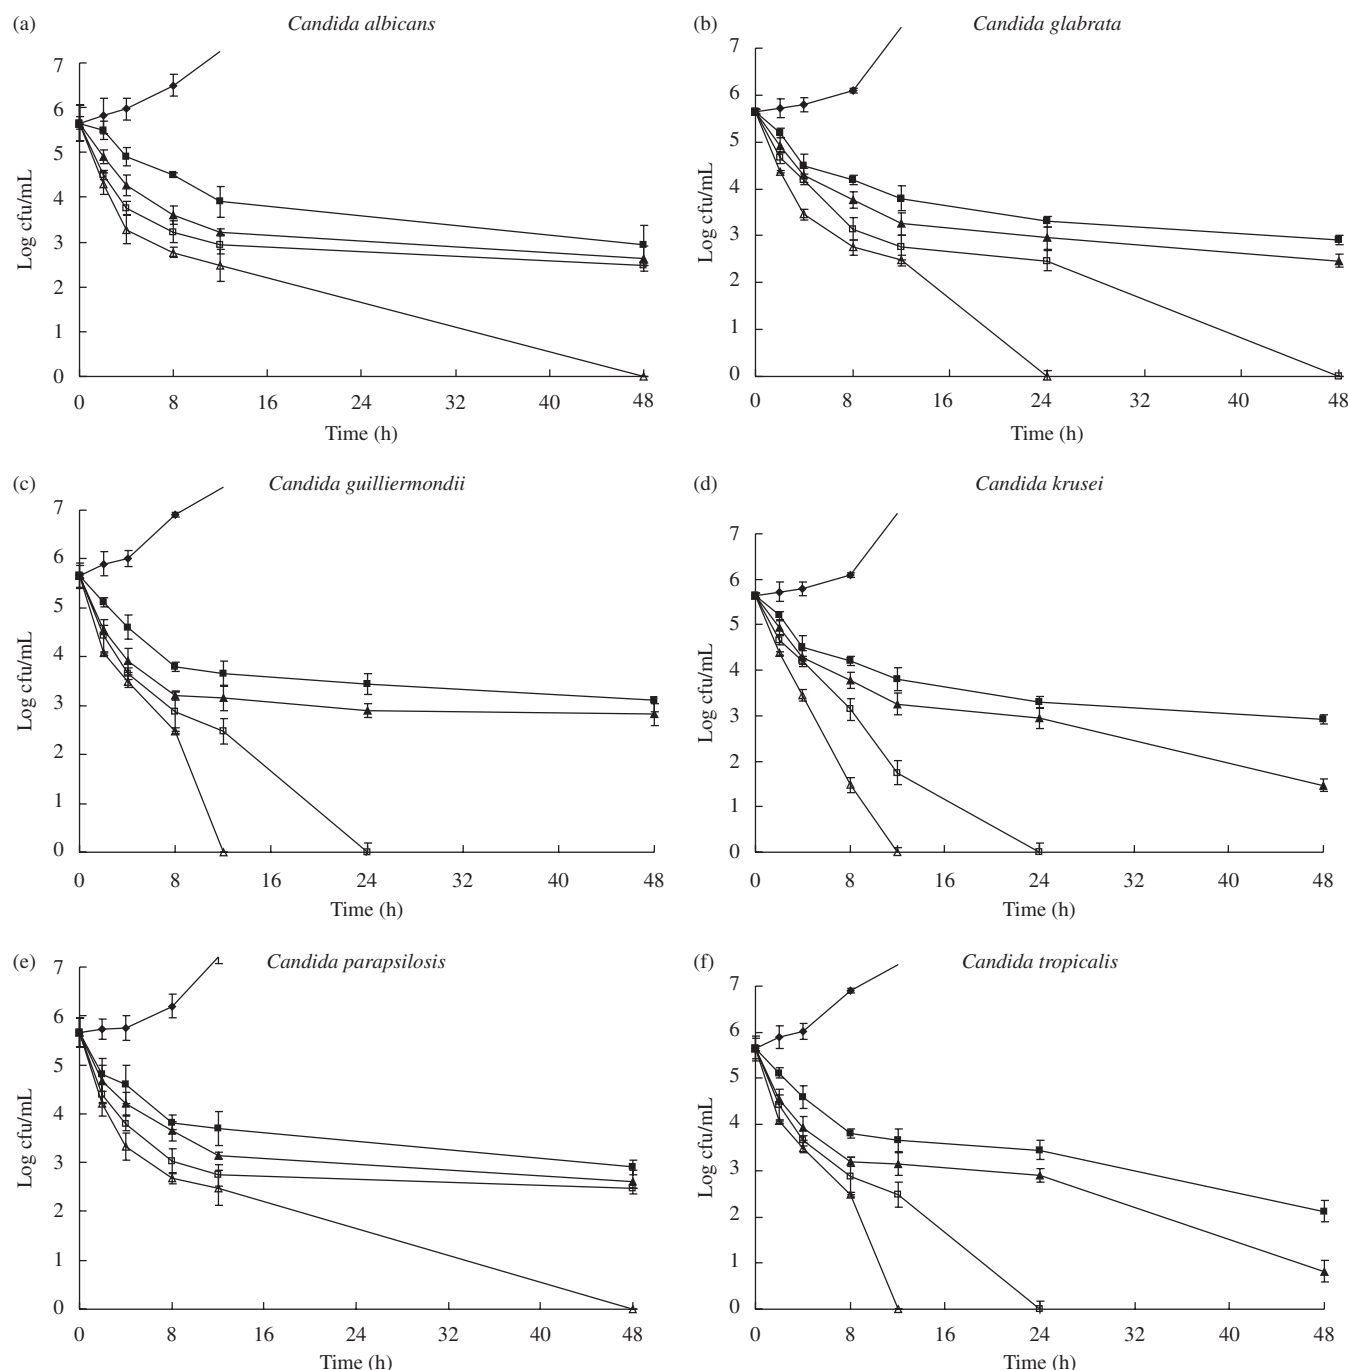 (a) Candida albicans
7
6
5
4
3
2
1
0
Log cfu/mL
0 8 16 24 32 40 48
Time (h)
(b) Candida glabrata
7
6
5
4
3
2
1
0
Log cfu/mL
0 8 16 24 32 40 48
Time (h)
(c) Candida guilliermondii
7
6
5
4
3
2
1
0
Log cfu/mL
0 8 16 24 32 40 48
Time (h)
(d) Candida krusei
7
6
5
4
3
2
1
0
Log cfu/mL
0 8 16 24 32 40 48
Time (h)
(e) Candida parapsilosis
7
6
5
4
3
2
1
0
Log cfu/mL
0 8 16 24 32 40 48
Time (h)
(f) Candida tropicalis
7
6
5
4
3
2
1
0
Log cfu/mL
0 8 16 24 32 40 48
Time (h)